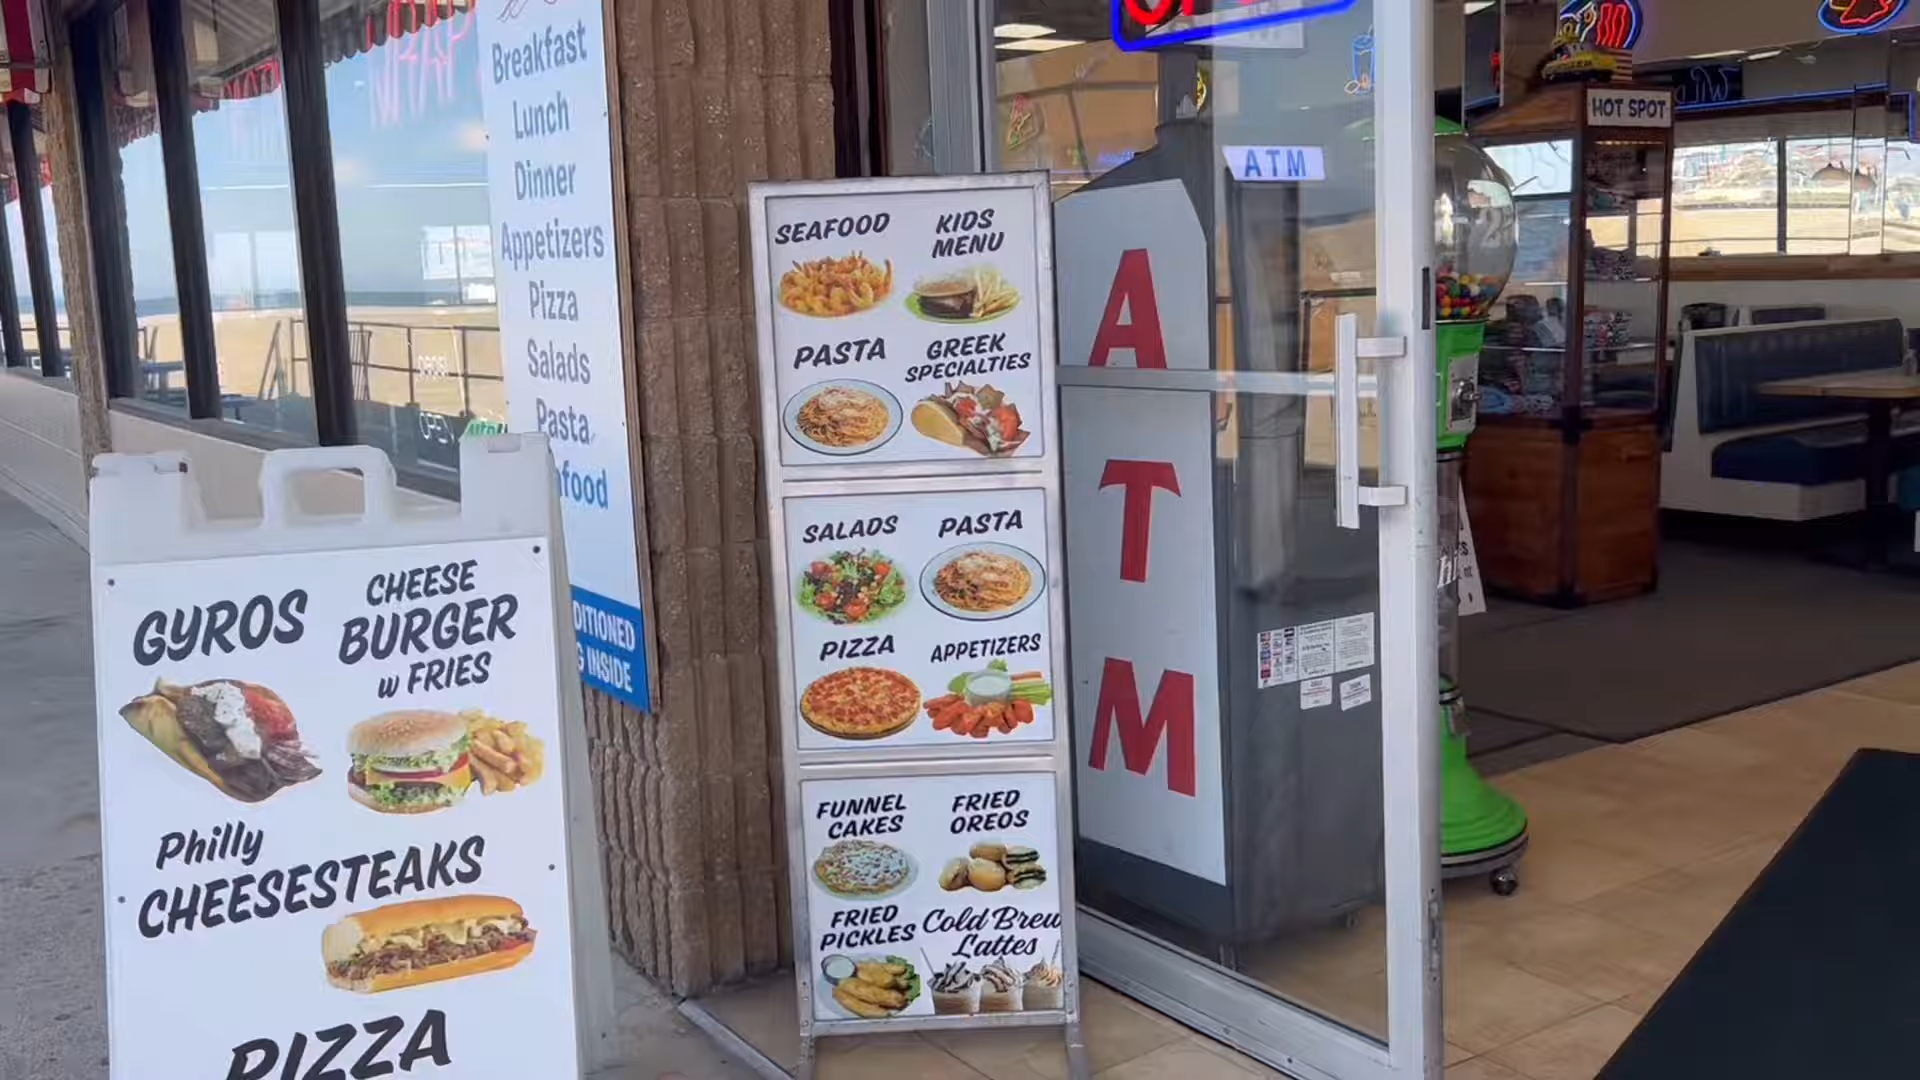 Breakfast
Lunch
Dinner
Appetizers
Pizza
Salads
Pasta
food
DITIONED
G INSIDE
GYROS
CHEESE
BURGER
w FRIES
Philly
CHEESESTEAKS
PIZZA
SEAFOOD
KIDS
MENU
PASTA
GREEK
SPECIALTIES
SALADS
PASTA
PIZZA
APPETIZERS
FUNNEL
CAKES
FRIED
OREOS
FRIED
PICKLES
Cold Brew
Lattes
ATM
A
T
M
HOT SPOT